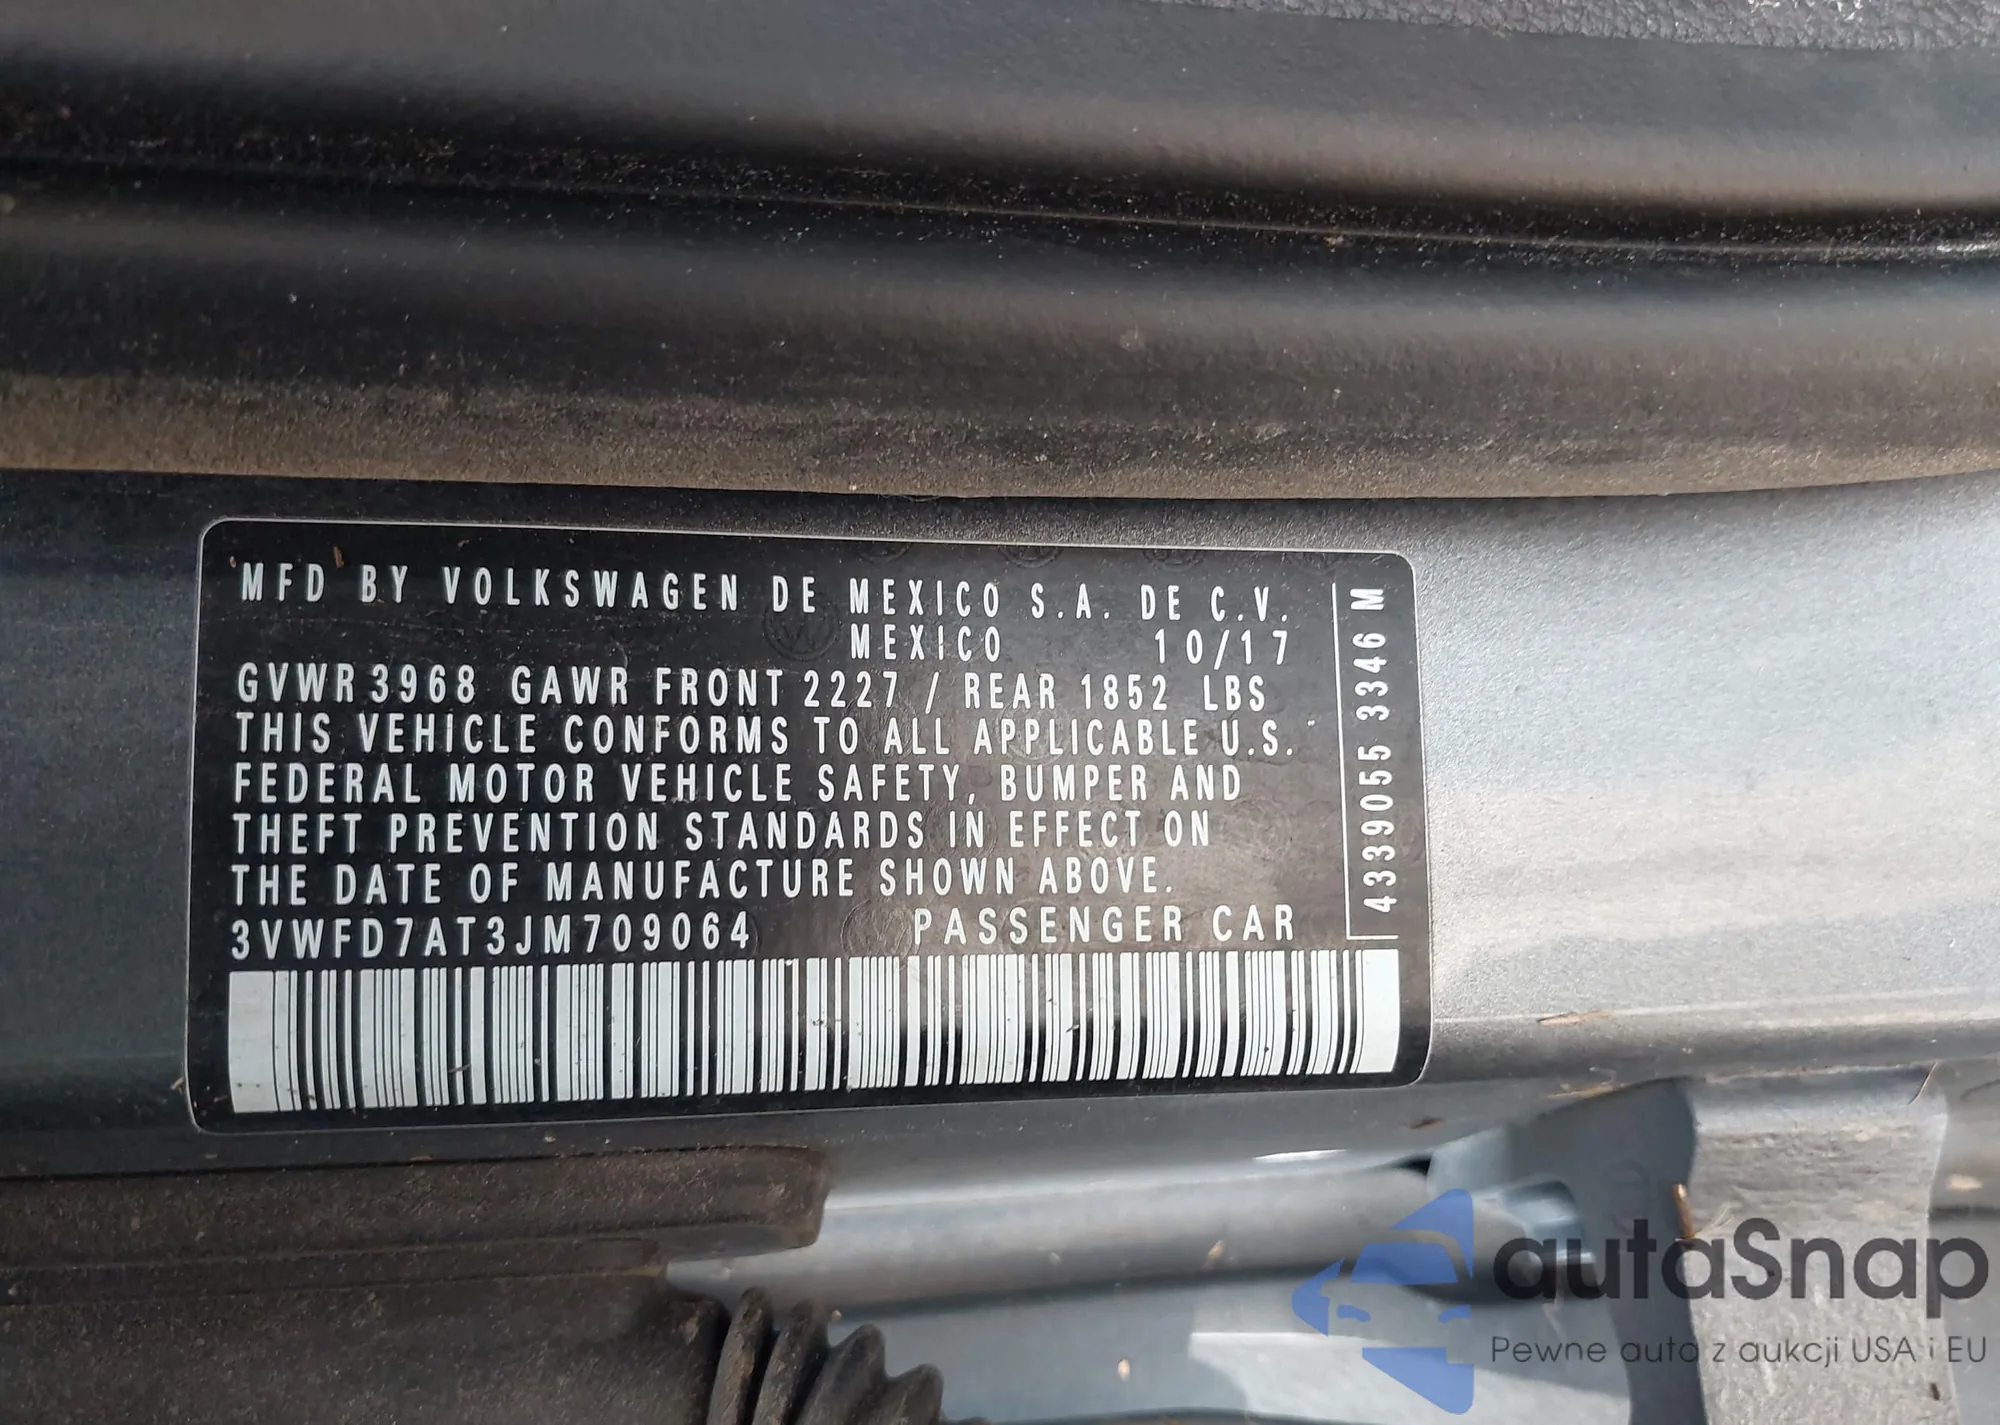 MFD BY VOLKSWAGEN DE MEXICO S.A. DE C.V.
MEXICO 10/17
GVWR 3968 GAWR FRONT 2227 / REAR 1852 LBS
THIS VEHICLE CONFORMS TO ALL APPLICABLE U.S.
FEDERAL MOTOR VEHICLE SAFETY, BUMPER AND
THEFT PREVENTION STANDARDS IN EFFECT ON
THE DATE OF MANUFACTURE SHOWN ABOVE.
3VWFD7AT3JM709064 PASSENGER CAR
4339055 3346 M
autaSnap
Pewne auta z aukcji USA i EU